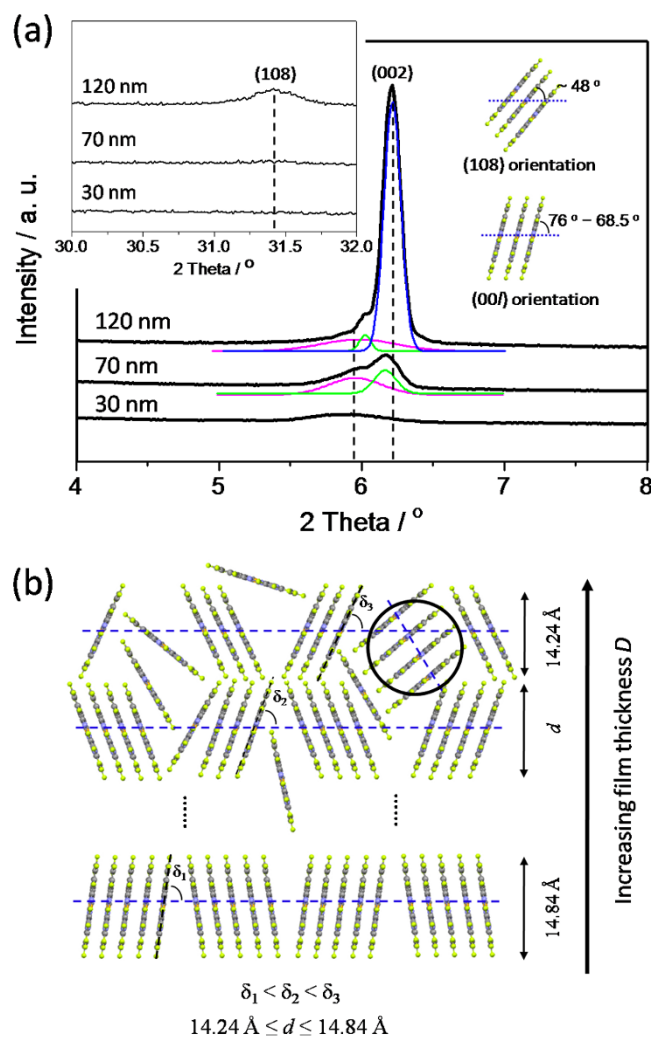 (a)
120 nm
70 nm
30 nm
(108)
30.0 30.5 31.0 31.5 32.0
2 Theta / °
(002)
~ 48 °
(108) orientation
76 ° – 68.5 °
(00l) orientation
120 nm
70 nm
30 nm
Intensity / a. u.
4 5 6 7 8
2 Theta / °
(b)
δ3
14.24 Å
δ2
d
δ1
14.84 Å
Increasing film thickness D
δ1 < δ2 < δ3
14.24 Å ≤ d ≤ 14.84 Å